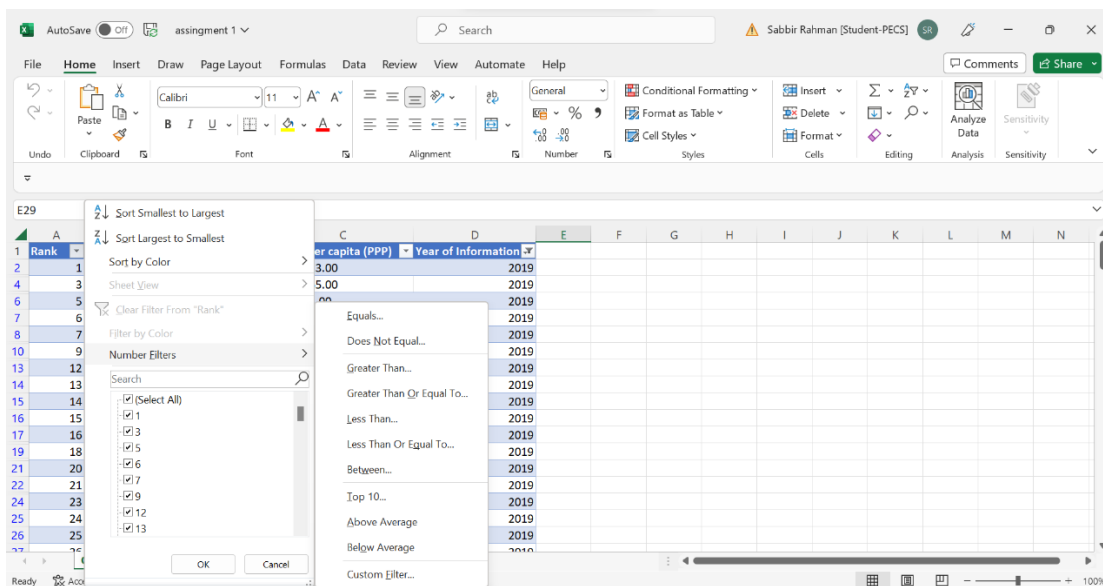 AutoSave Off assingment 1 Search Sabbir Rahman [Student-PECS] SR
File Home Insert Draw Page Layout Formulas Data Review View Automate Help Comments Share
Calibri 11 A A ab General Conditional Formatting Insert
Paste B I U A % 9 Format as Table Delete Analyze Data Sensitivity
Cell Styles Format
Undo Clipboard Font Alignment Number Styles Cells Editing Analysis Sensitivity
E29
Sort Smallest to Largest
Sort Largest to Smallest
Sort by Color
Sheet View
Clear Filter From "Rank"
Filter by Color
Number Filters
Search
(Select All)
1
3
5
6
7
9
12
13
OK Cancel
Equals...
Does Not Equal...
Greater Than...
Greater Than Or Equal To...
Less Than...
Less Than Or Equal To...
Between...
Top 10...
Above Average
Below Average
Custom Filter...
A C D E F G H I J K L M N
1 Rank er capita (PPP) Year of Information
2 1 3.00 2019
4 3 5.00 2019
6 5 .00 2019
7 6 2019
8 7 2019
10 9 2019
13 12 2019
14 13 2019
15 14 2019
16 15 2019
17 16 2019
19 18 2019
21 20 2019
22 21 2019
24 23 2019
25 24 2019
26 25 2019
27 26 2019
Ready Acc 100%